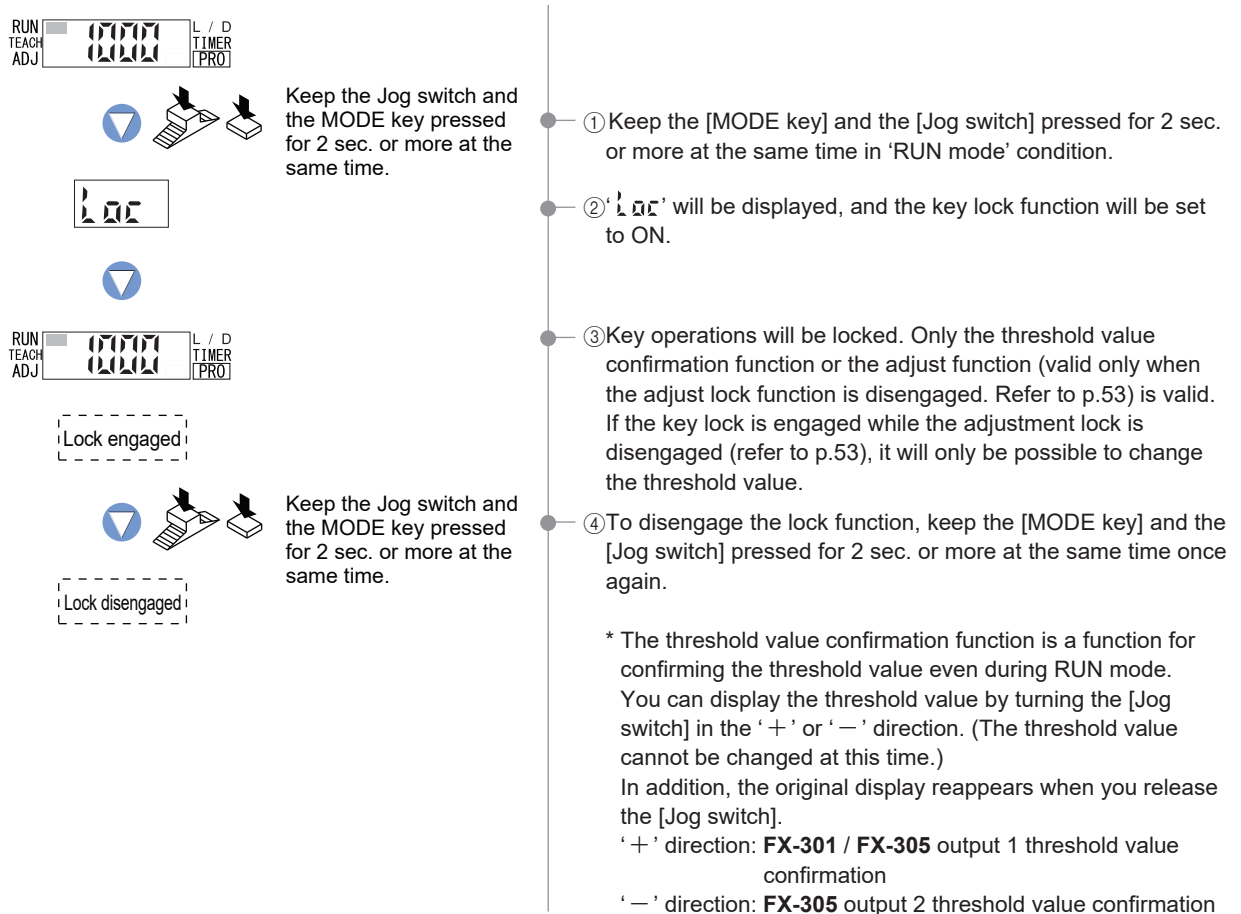 RUN
TEACH
ADJ
1000
L / D
TIMER
PRO
Keep the Jog switch and
the MODE key pressed
for 2 sec. or more at the
same time.
Loc
RUN
TEACH
ADJ
1000
L / D
TIMER
PRO
Lock engaged
Keep the Jog switch and
the MODE key pressed
for 2 sec. or more at the
same time.
Lock disengaged
①Keep the [MODE key] and the [Jog switch] pressed for 2 sec.
or more at the same time in ‘RUN mode’ condition.
②‘Loc’ will be displayed, and the key lock function will be set
to ON.
③Key operations will be locked. Only the threshold value
confirmation function or the adjust function (valid only when
the adjust lock function is disengaged. Refer to p.53) is valid.
If the key lock is engaged while the adjustment lock is
disengaged (refer to p.53), it will only be possible to change
the threshold value.
④To disengage the lock function, keep the [MODE key] and the
[Jog switch] pressed for 2 sec. or more at the same time once
again.
* The threshold value confirmation function is a function for
confirming the threshold value even during RUN mode.
You can display the threshold value by turning the [Jog
switch] in the ‘＋’ or ‘－’ direction. (The threshold value
cannot be changed at this time.)
In addition, the original display reappears when you release
the [Jog switch].
‘＋’ direction: FX-301 / FX-305 output 1 threshold value
confirmation
‘－’ direction: FX-305 output 2 threshold value confirmation